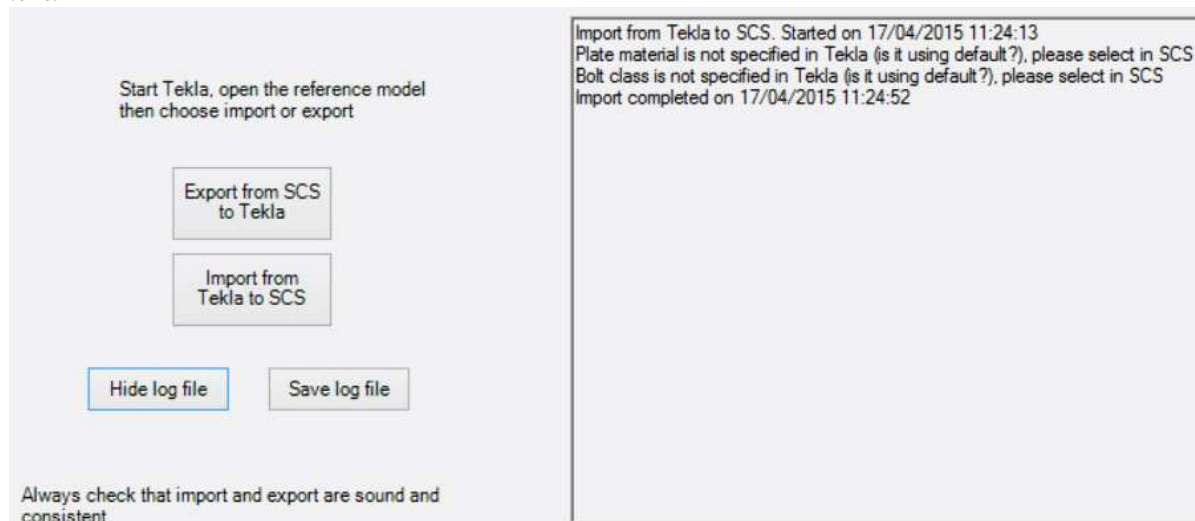 Start Tekla, open the reference model
then choose import or export
Export from SCS
to Tekla
Import from
Tekla to SCS
Hide log file
Save log file
Always check that import and export are sound and
consistent
Import from Tekla to SCS. Started on 17/04/2015 11:24:13
Plate material is not specified in Tekla (is it using default?), please select in SCS
Bolt class is not specified in Tekla (is it using default?), please select in SCS
Import completed on 17/04/2015 11:24:52